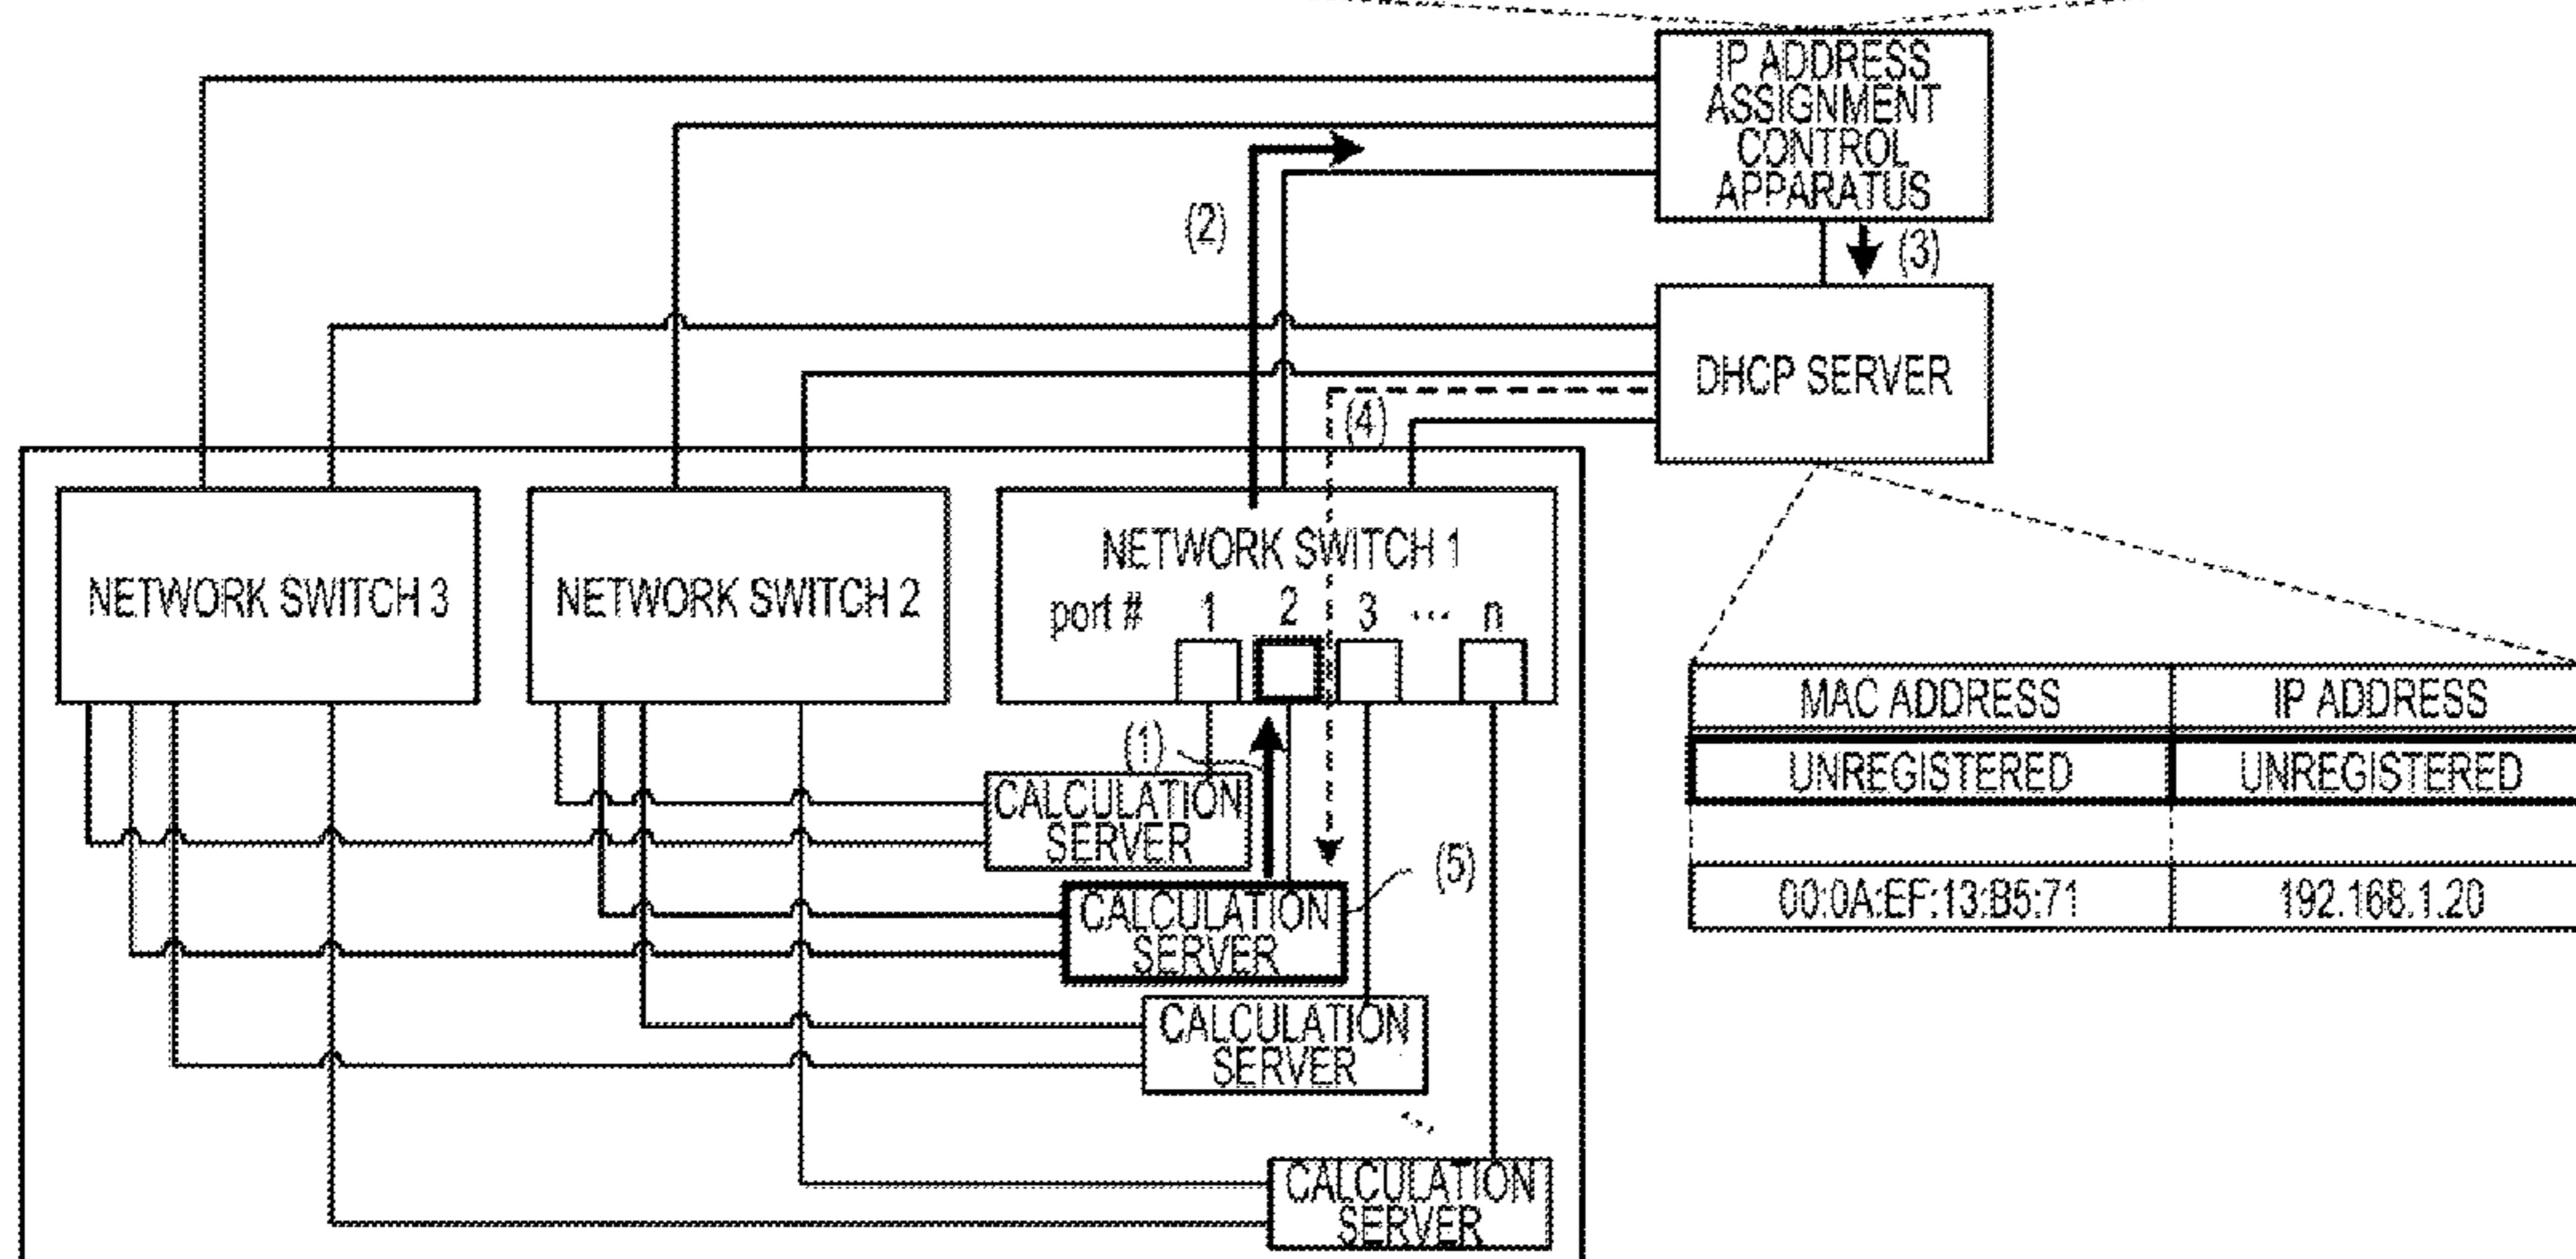 IP ADDRESS
ASSIGNMENT
CONTROL
APPARATUS
(2)
(3)
DHCP SERVER
(4)
NETWORK SWITCH 3
NETWORK SWITCH 2
NETWORK SWITCH 1
port # 1 2 3 ... n
MAC ADDRESS IP ADDRESS
UNREGISTERED UNREGISTERED
00:0A:EF:13:B5:71 192.168.1.20
(1)
CALCULATION
SERVER
(5)
CALCULATION
SERVER
CALCULATION
SERVER
...
CALCULATION
SERVER